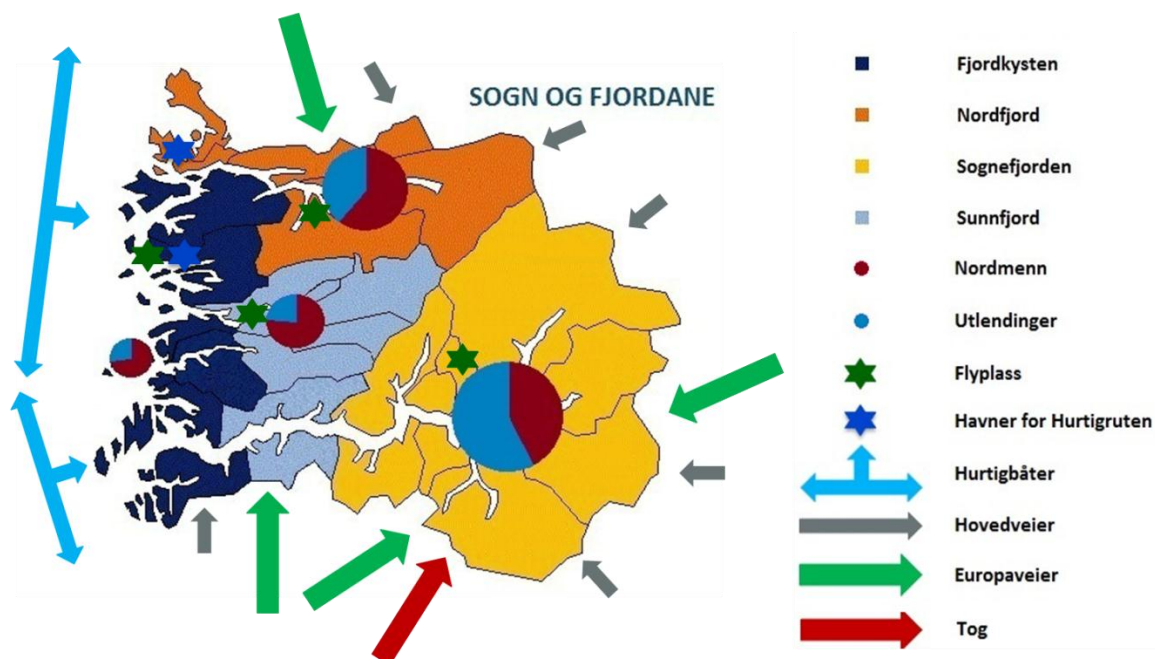 SOGN OG FJORDANE
Fjordkysten
Nordfjord
Sognefjorden
Sunnfjord
Nordmenn
Utlendinger
Flyplass
Havner for Hurtigruten
Hurtigbåter
Hovedveier
Europaveier
Tog